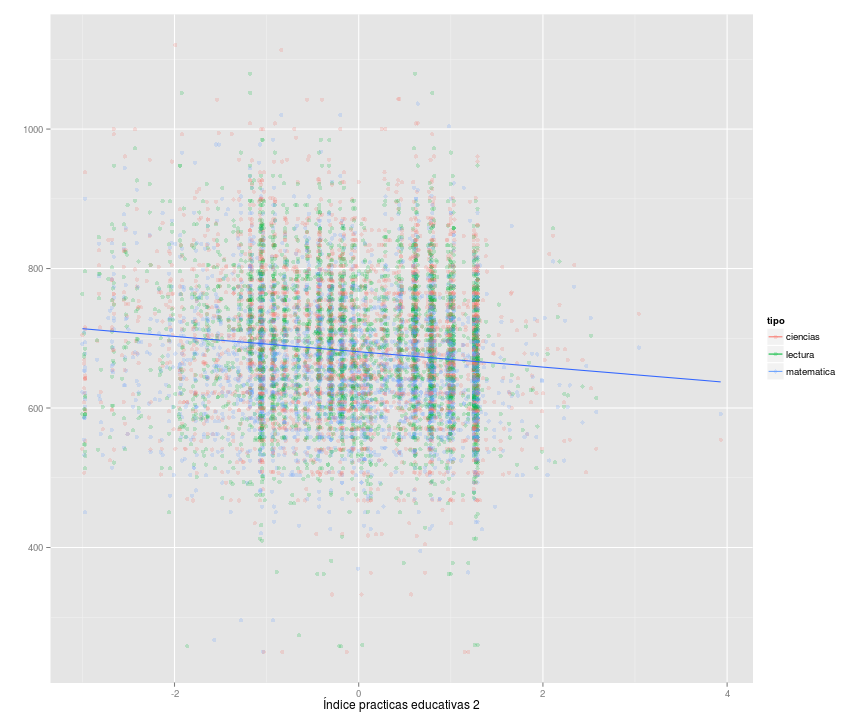 1000
800
600
400
-2
0
2
4
Índice practicas educativas 2
tipo
ciencias
lectura
matematica